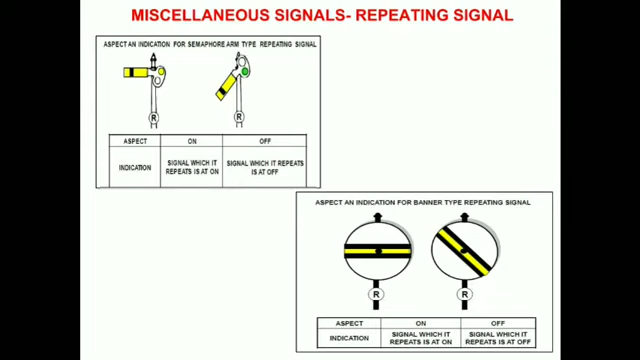 MISCELLANEOUS SIGNALS- REPEATING SIGNAL
ASPECT AN INDICATION FOR SEMAPHORE ARM TYPE REPEATING SIGNAL
R R
ASPECT ON OFF
INDICATION SIGNAL WHICH IT SIGNAL WHICH IT REPEATS
REPEATS IS AT ON IS AT OFF
ASPECT AN INDICATION FOR BANNER TYPE REPEATING SIGNAL
R R
ASPECT ON OFF
INDICATION SIGNAL WHICH IT SIGNAL WHICH IT
REPEATS IS AT ON REPEATS IS AT OFF